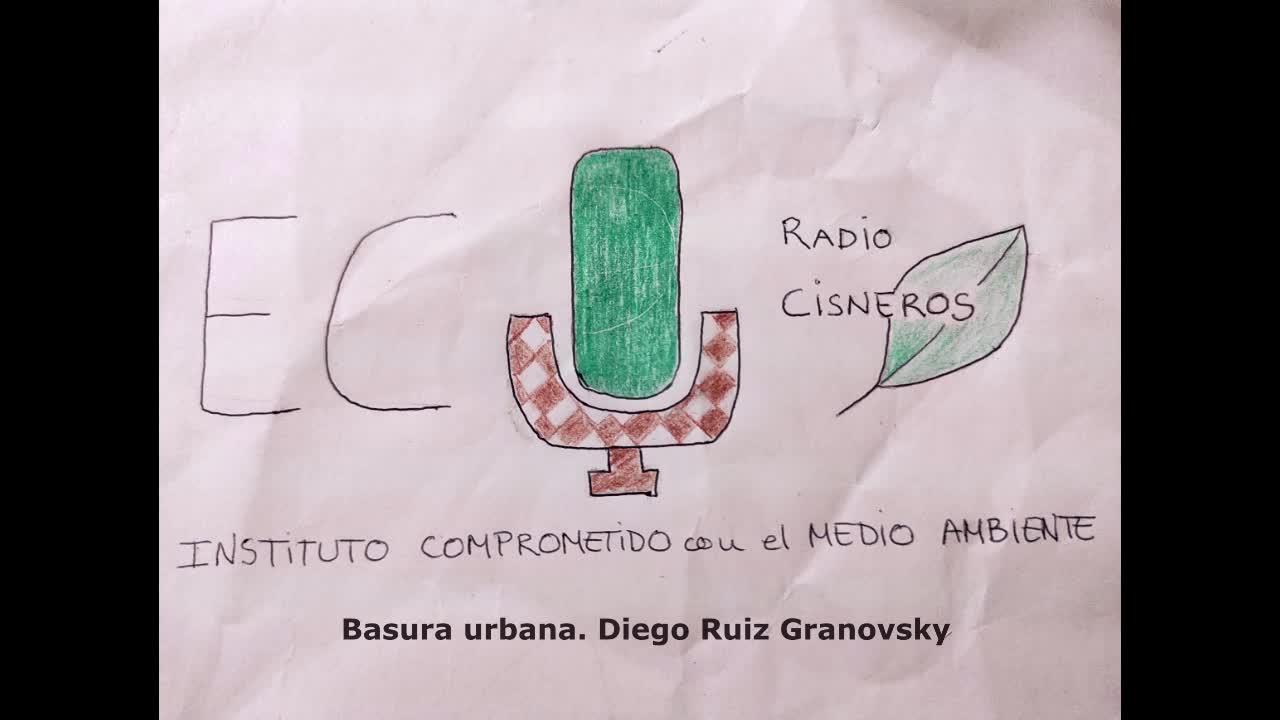 EC
RADIO
CISNEROS
INSTITUTO COMPROMETIDO con el MEDIO AMBIENTE
Basura urbana. Diego Ruiz Granovsky